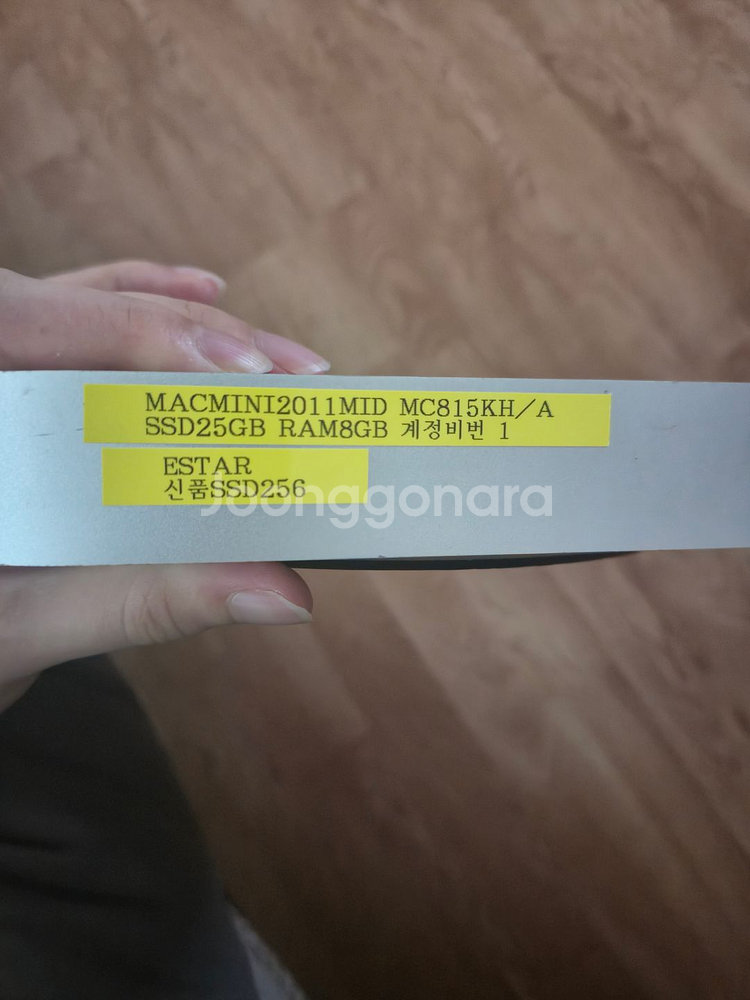 MACMINI2011MID MC815KH/A
SSD25GB RAM8GB 계정비번 1
ESTAR
신품SSD256
Joonggonara